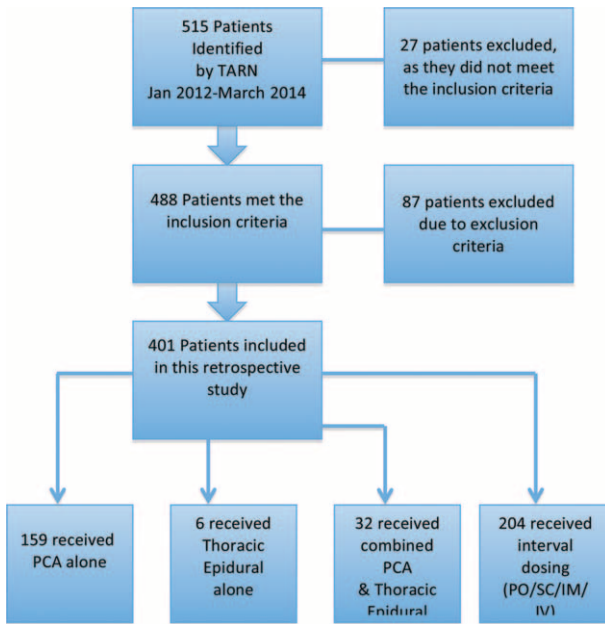 515 Patients
Identified
by TARN
Jan 2012-March 2014
27 patients excluded,
as they did not meet
the inclusion criteria
488 Patients met the
inclusion criteria
87 patients excluded
due to exclusion
criteria
401 Patients included
in this retrospective
study
159 received
PCA alone
6 received
Thoracic
Epidural
alone
32 received
combined
PCA
& Thoracic
Epidural
204 received
interval
dosing
(PO/SC/IM/
IV)